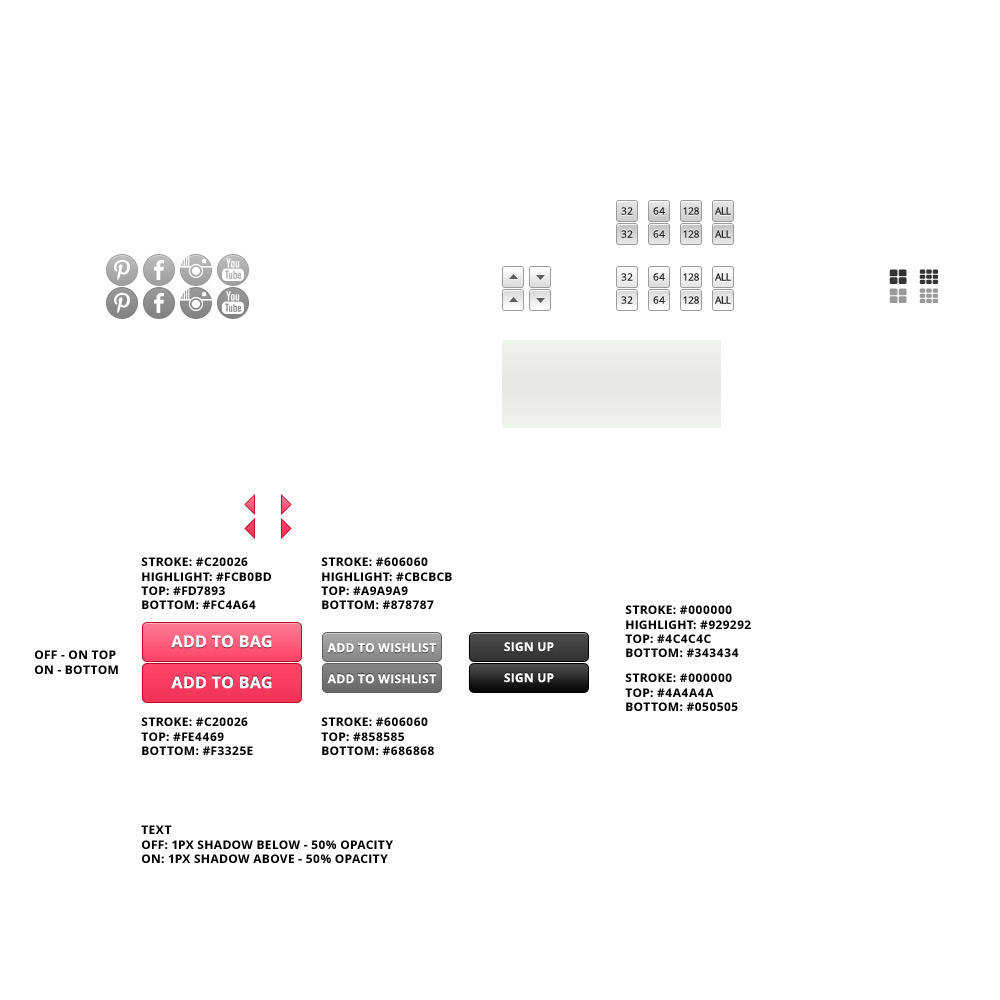 32 64 128 ALL
32 64 128 ALL
You Tube
You Tube
32 64 128 ALL
32 64 128 ALL
STROKE: #C20026
HIGHLIGHT: #FCB0BD
TOP: #FD7893
BOTTOM: #FC4A64
STROKE: #606060
HIGHLIGHT: #CBCBCB
TOP: #A9A9A9
BOTTOM: #878787
OFF - ON TOP
ON - BOTTOM
ADD TO BAG
ADD TO BAG
ADD TO WISHLIST
ADD TO WISHLIST
SIGN UP
SIGN UP
STROKE: #000000
HIGHLIGHT: #929292
TOP: #4C4C4C
BOTTOM: #343434
STROKE: #000000
TOP: #4A4A4A
BOTTOM: #050505
STROKE: #C20026
TOP: #FE4469
BOTTOM: #F3325E
STROKE: #606060
TOP: #858585
BOTTOM: #686868
TEXT
OFF: 1PX SHADOW BELOW - 50% OPACITY
ON: 1PX SHADOW ABOVE - 50% OPACITY